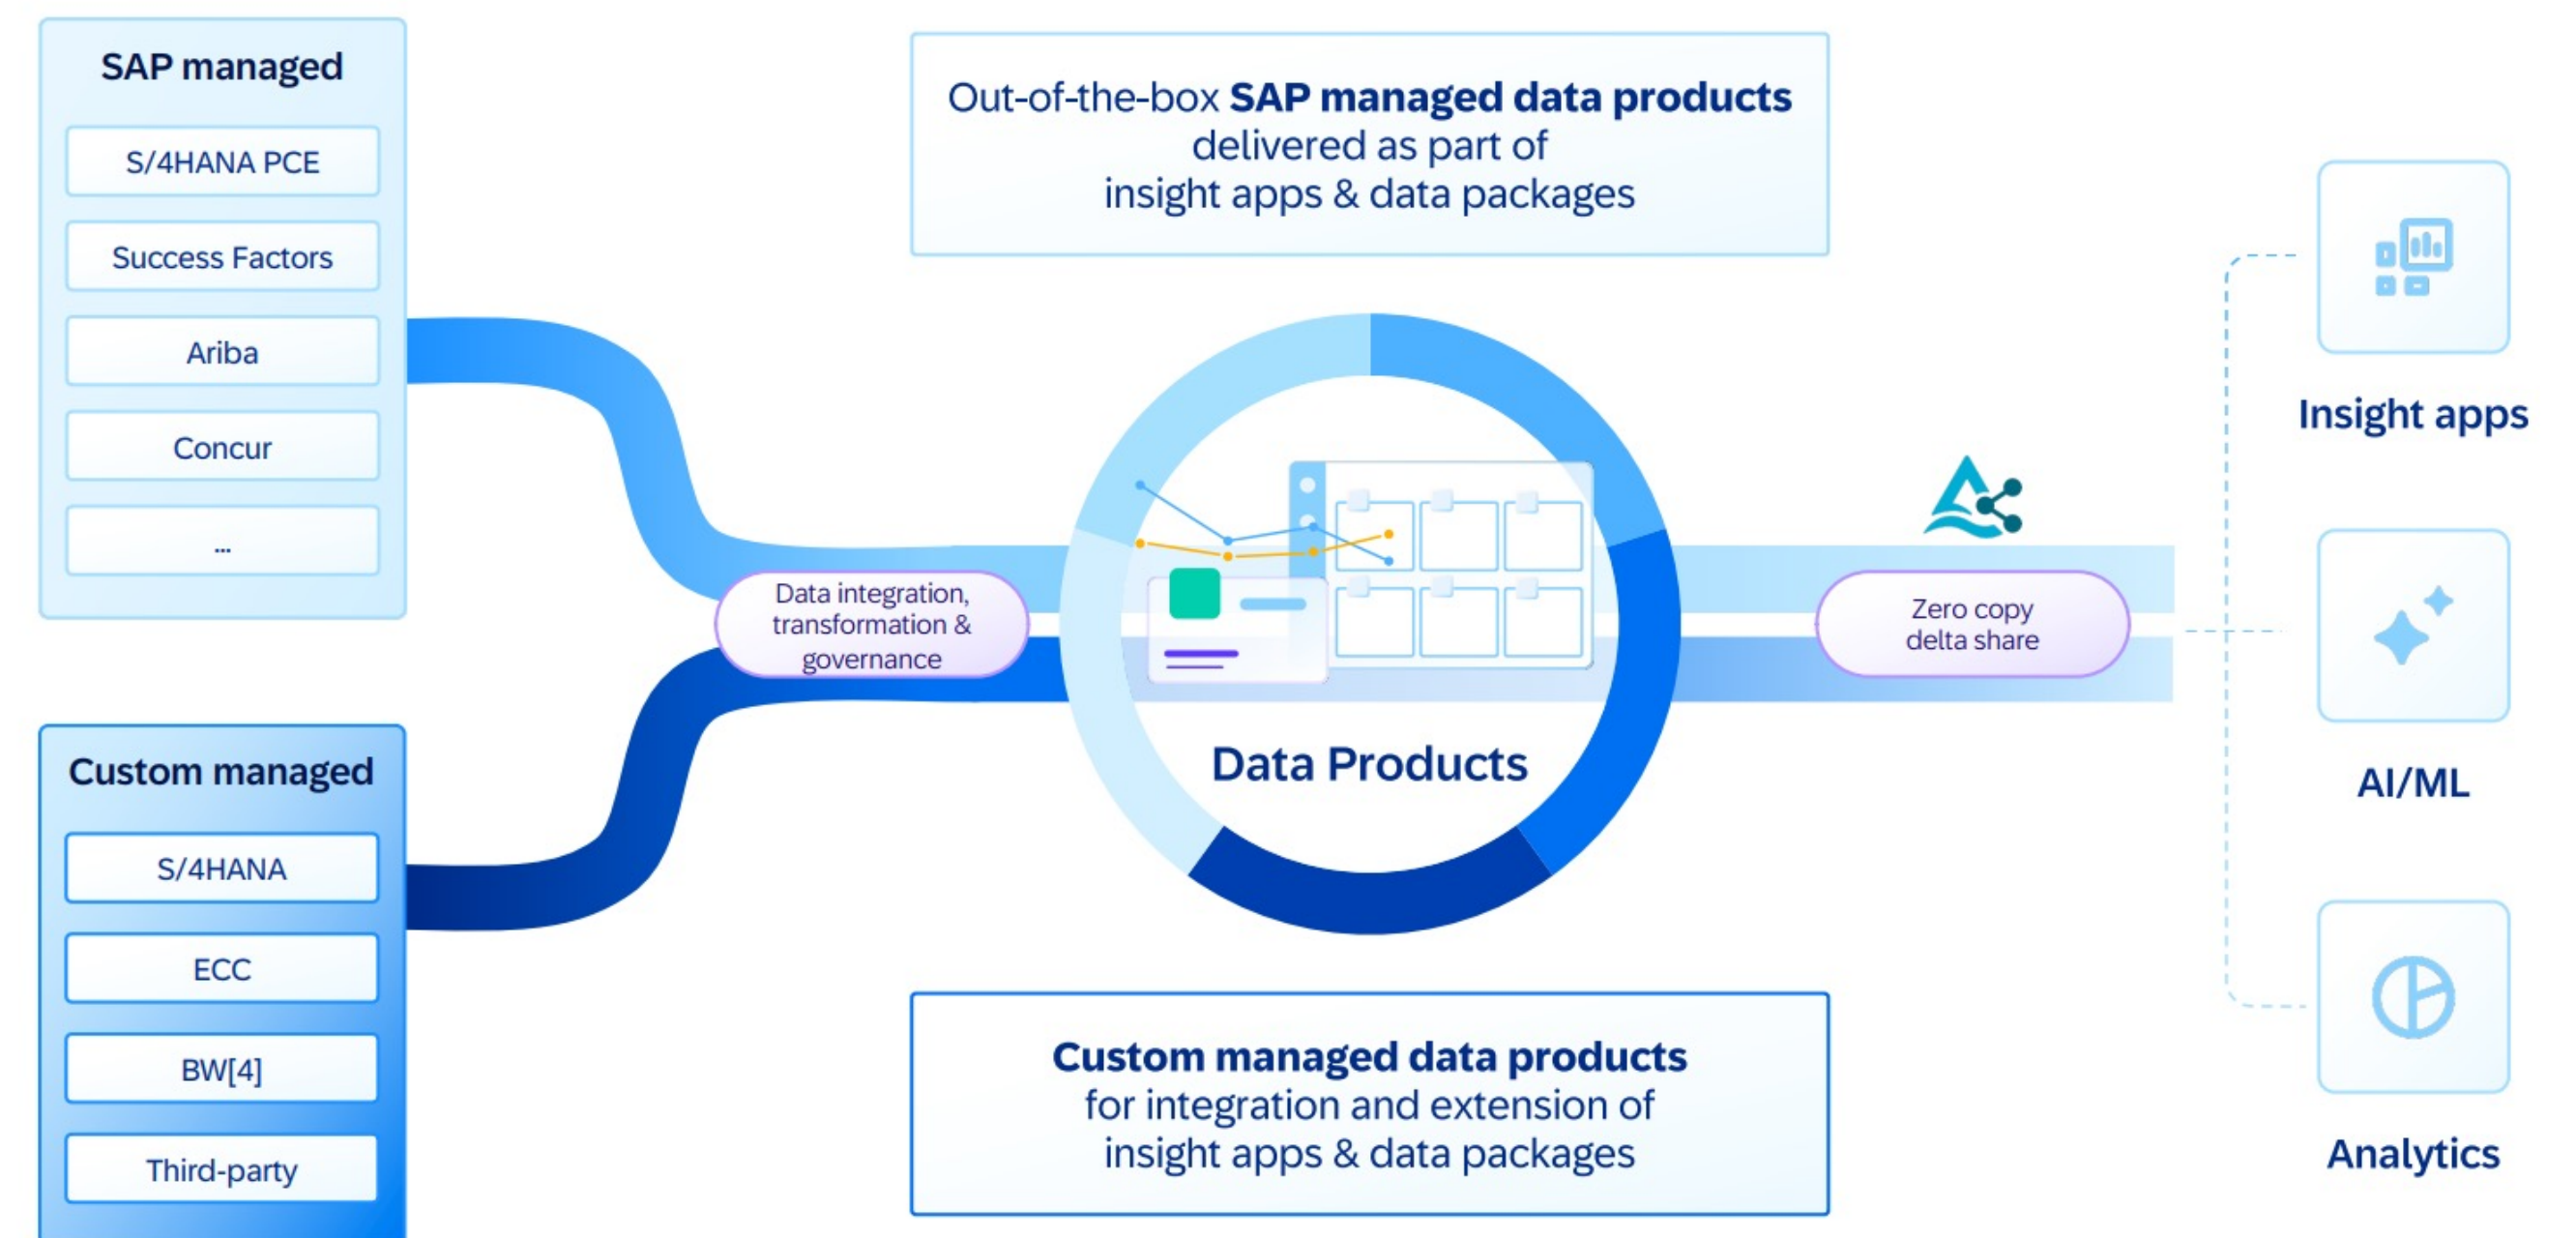 SAP managed
S/4HANA PCE
Success Factors
Ariba
Concur
...
Custom managed
S/4HANA
ECC
BW[4]
Third-party
Data integration,
transformation &
governance
Out-of-the-box SAP managed data products
delivered as part of
insight apps & data packages
Data Products
Custom managed data products
for integration and extension of
insight apps & data packages
Zero copy
delta share
Insight apps
AI/ML
Analytics